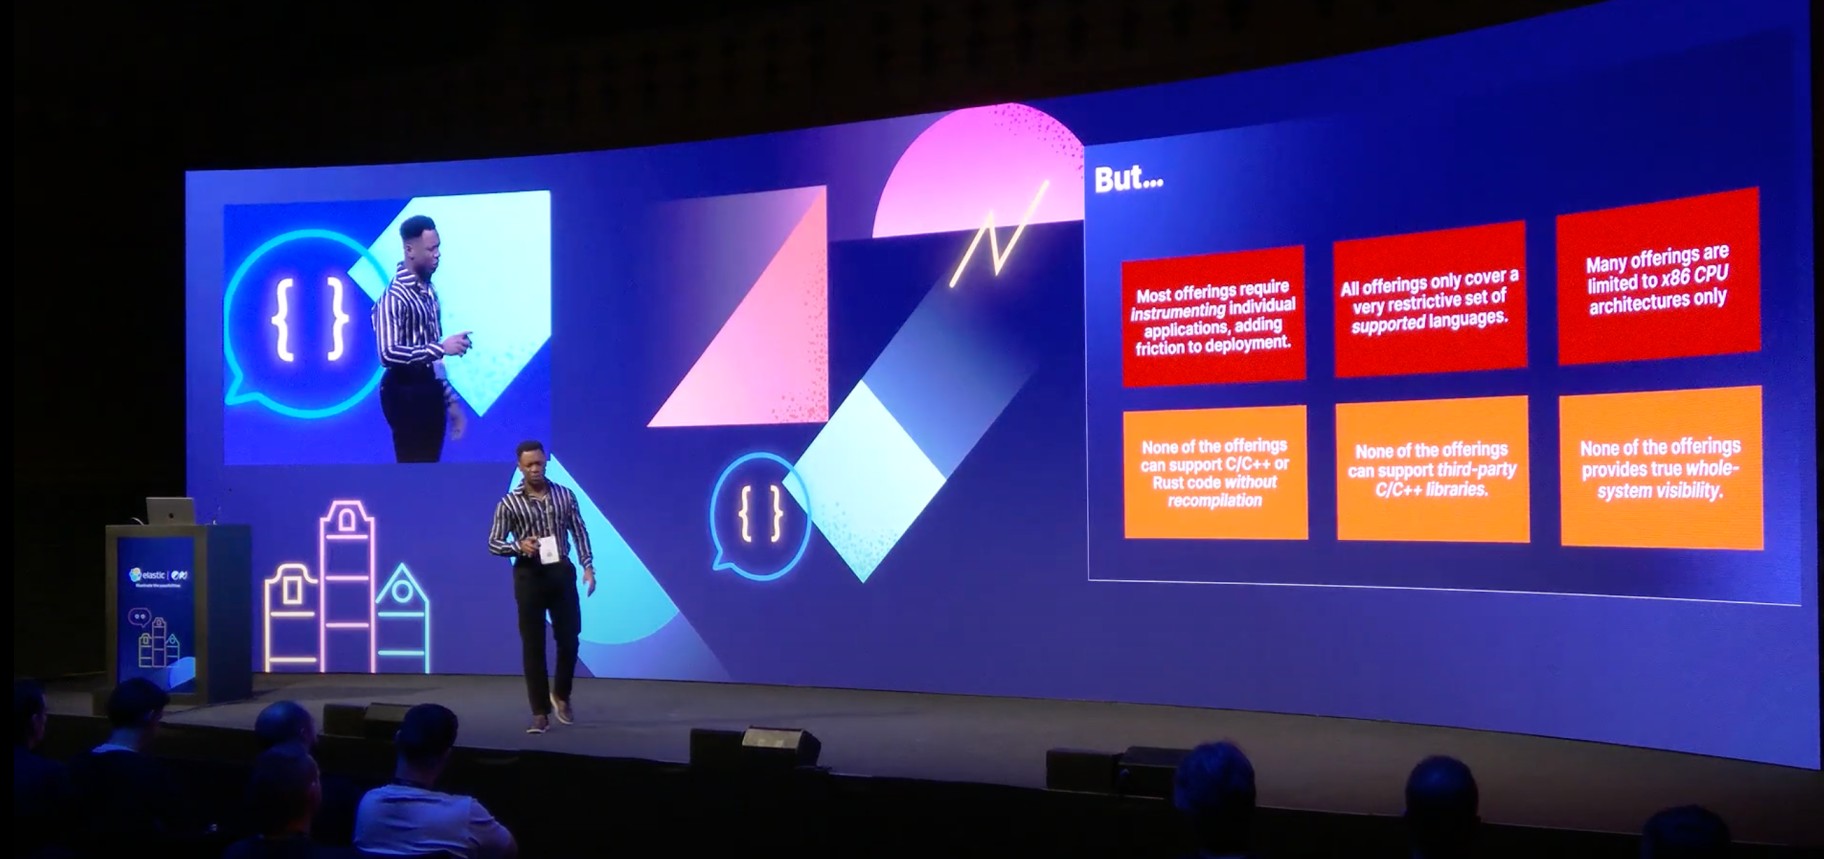 { }
But...
Most offerings require
instrumenting individual
applications, adding
friction to deployment.
All offerings only cover a
very restrictive set of
supported languages.
Many offerings are
limited to x86 CPU
architectures only
None of the offerings
can support C/C++ or
Rust code without
recompilation
None of the offerings
can support third-party
C/C++ libraries.
None of the offerings
provides true whole-
system visibility.
{ }
elastic